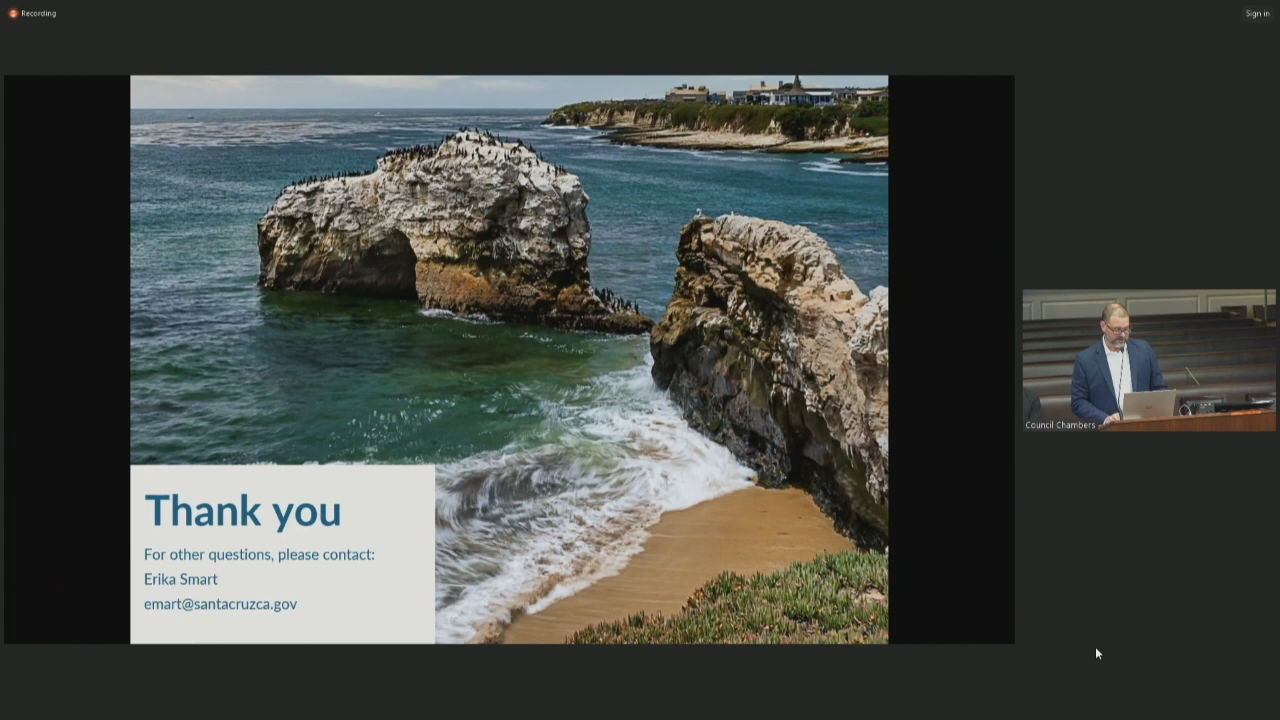 Recording
Sign in
Thank you
For other questions, please contact:
Erika Smart
emart@santacruzca.gov
Council Chambers